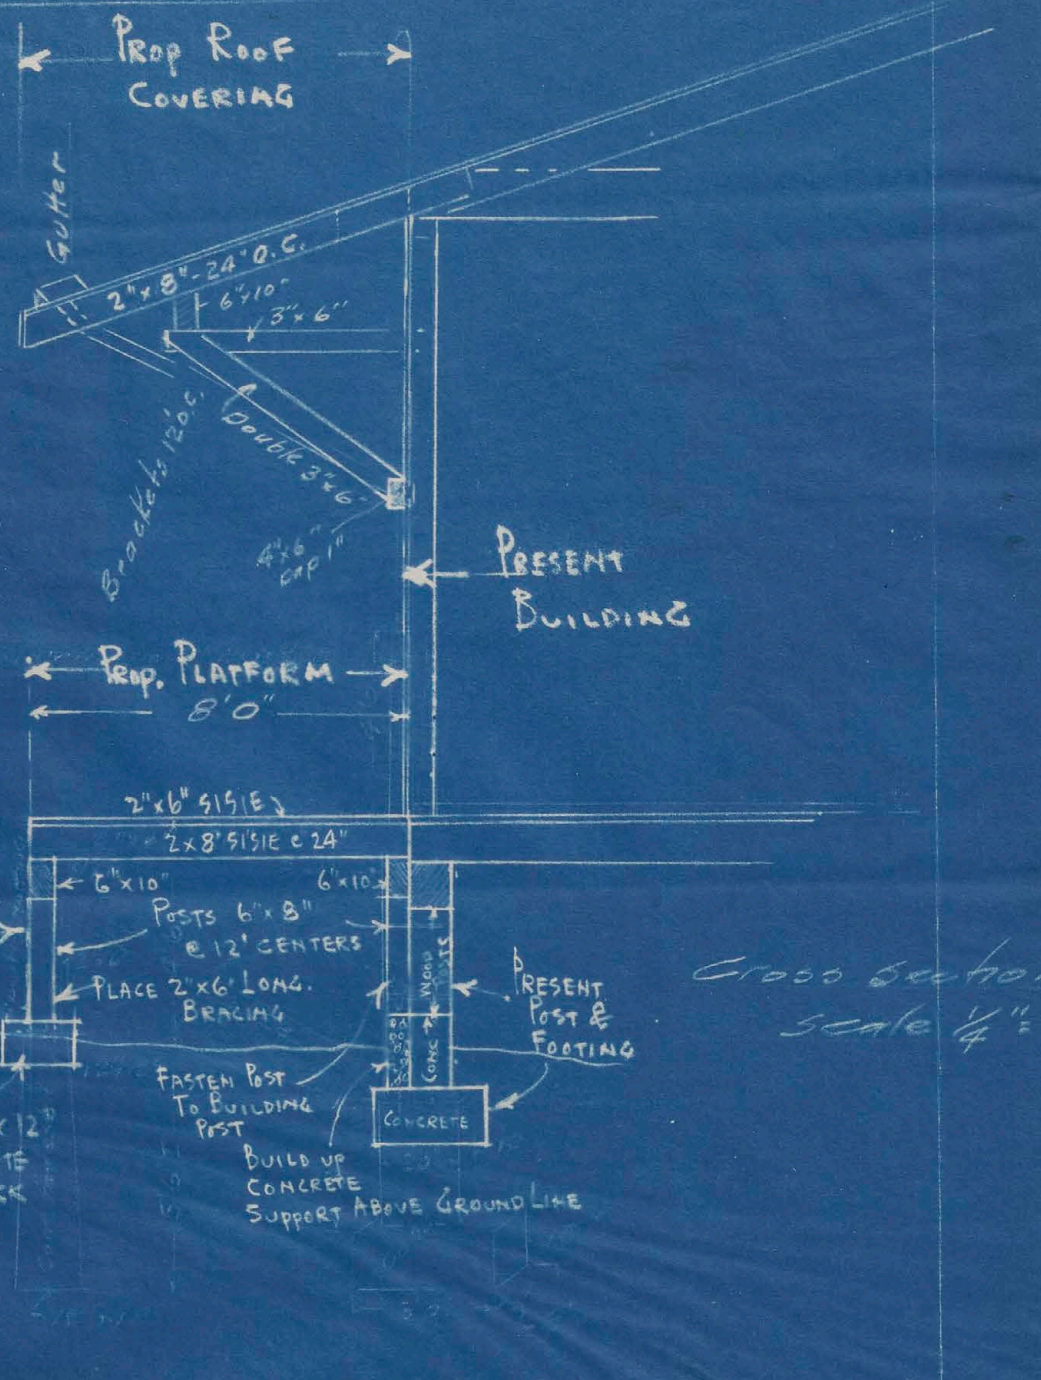 PROP ROOF
COVERING
Gutter
2"x8"-24" O.C.
6"x10"
3"x6"
Double 3"x6"
Brackets 12' O.C.
4"x6"
PRESENT
BUILDING
PROP. PLATFORM
8'0"
2"x6" S1S1E
2x8" S1S1E @ 24"
6"x10"
6"x10"
POSTS 6"x8"
@ 12' CENTERS
PLACE 2"x6" LONG.
BRACING
WOOD
POSTS
CONC
PRESENT
POST &
FOOTING
Cross section
scale 1/4" =
FASTEN POST
TO BUILDING
POST
CONCRETE
BUILD UP
CONCRETE
SUPPORT ABOVE GROUND LINE
x12
TE
CK